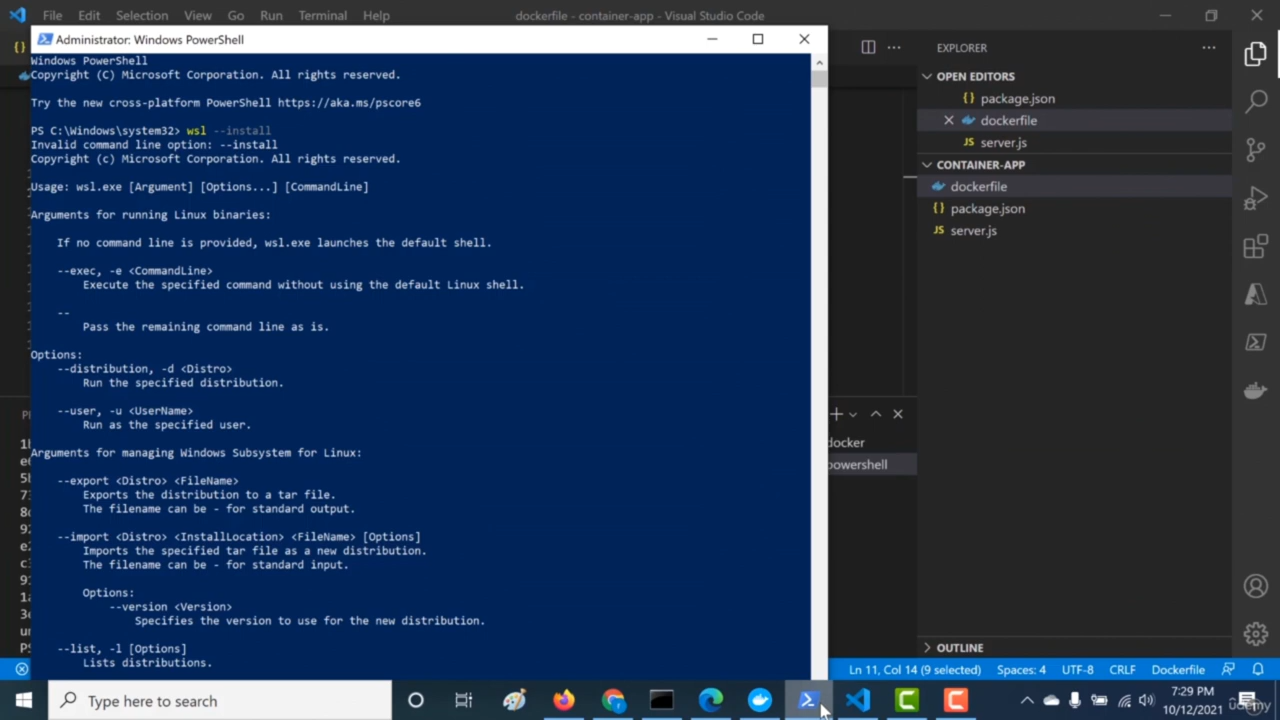 File Edit Selection View Go Run Terminal Help
dockerfile - container-app - Visual Studio Code
Administrator: Windows PowerShell
Windows PowerShell
Copyright (C) Microsoft Corporation. All rights reserved.
Try the new cross-platform PowerShell https://aka.ms/pscore6
PS C:\Windows\system32> wsl --install
Invalid command line option: --install
Copyright (c) Microsoft Corporation. All rights reserved.
Usage: wsl.exe [Argument] [Options...] [CommandLine]
Arguments for running Linux binaries:
If no command line is provided, wsl.exe launches the default shell.
--exec, -e <CommandLine>
Execute the specified command without using the default Linux shell.
--
Pass the remaining command line as is.
Options:
--distribution, -d <Distro>
Run the specified distribution.
--user, -u <UserName>
Run as the specified user.
Arguments for managing Windows Subsystem for Linux:
--export <Distro> <FileName>
Exports the distribution to a tar file.
The filename can be - for standard output.
--import <Distro> <InstallLocation> <FileName> [Options]
Imports the specified tar file as a new distribution.
The filename can be - for standard input.
Options:
--version <Version>
Specifies the version to use for the new distribution.
--list, -l [Options]
Lists distributions.
docker
powershell
EXPLORER
OPEN EDITORS
{} package.json
dockerfile
JS server.js
CONTAINER-APP
dockerfile
{} package.json
JS server.js
OUTLINE
Ln 11, Col 14 (9 selected) Spaces: 4 UTF-8 CRLF Dockerfile
Type here to search
7:29 PM
10/12/2021
udemy